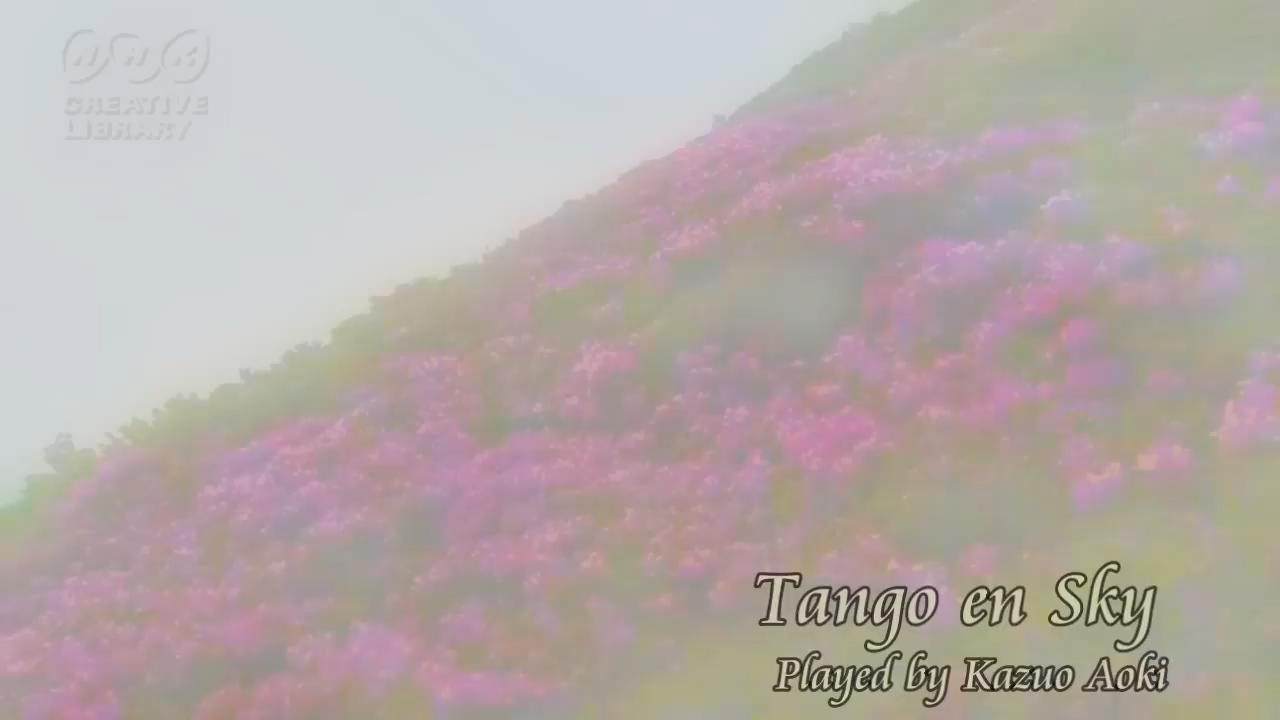 NHK
CREATIVE
LIBRARY
Tango en Sky
Played by Kazuo Aoki